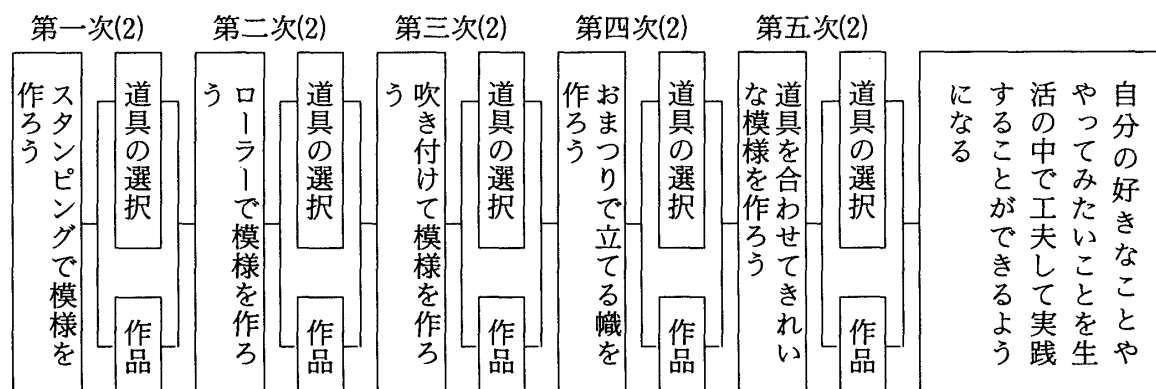 第一次(2)
スタンピングで模様を
作ろう
道具の選択
作品
第二次(2)
ローラーで模様を作ろ
う
道具の選択
作品
第三次(2)
吹き付けて模様を作ろ
う
道具の選択
作品
第四次(2)
おまつりで立てる幟を
作ろう
道具の選択
作品
第五次(2)
道具を合わせてきれい
な模様を作ろう
道具の選択
作品
自分の好きなことや
やってみたいことを生
活の中で工夫して実践
することができるよう
になる